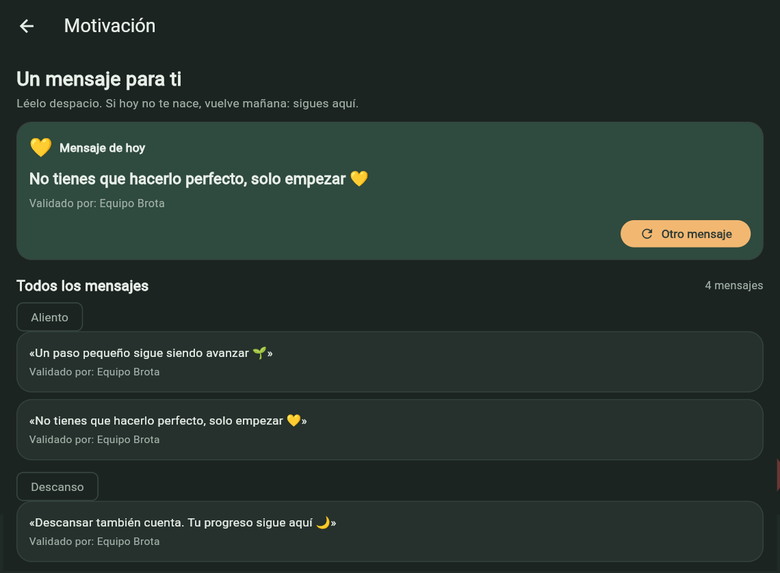 Motivación
Un mensaje para ti
Léelo despacio. Si hoy no te nace, vuelve mañana: sigues aquí.
💛 Mensaje de hoy
No tienes que hacerlo perfecto, solo empezar 💛
Validado por: Equipo Brota
Otro mensaje
Todos los mensajes
4 mensajes
Aliento
«Un paso pequeño sigue siendo avanzar 🌱»
Validado por: Equipo Brota
«No tienes que hacerlo perfecto, solo empezar 💛»
Validado por: Equipo Brota
Descanso
«Descansar también cuenta. Tu progreso sigue aquí 🌙»
Validado por: Equipo Brota